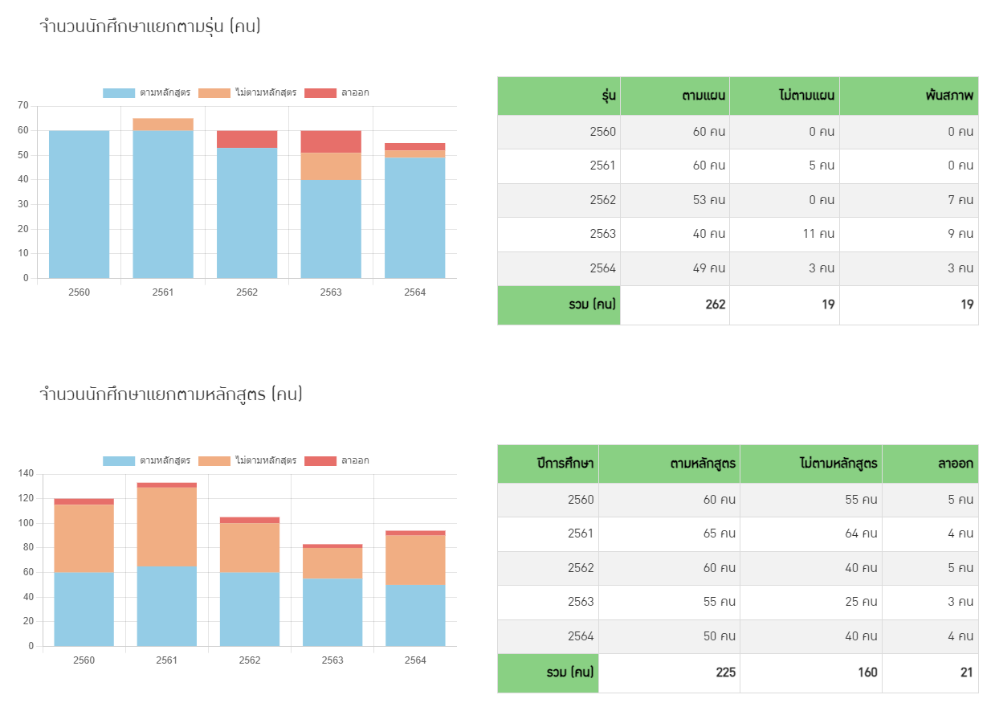 จำนวนนักศึกษาแยกตามรุ่น (คน)
ตามหลักสูตร ไม่ตามหลักสูตร ลาออก
70
60
50
40
30
20
10
0
2560 2561 2562 2563 2564
รุ่น ตามแผน ไม่ตามแผน พ้นสภาพ
2560 60 คน 0 คน 0 คน
2561 60 คน 5 คน 0 คน
2562 53 คน 0 คน 7 คน
2563 40 คน 11 คน 9 คน
2564 49 คน 3 คน 3 คน
รวม (คน) 262 19 19
จำนวนนักศึกษาแยกตามหลักสูตร (คน)
ตามหลักสูตร ไม่ตามหลักสูตร ลาออก
140
120
100
80
60
40
20
0
2560 2561 2562 2563 2564
ปีการศึกษา ตามหลักสูตร ไม่ตามหลักสูตร ลาออก
2560 60 คน 55 คน 5 คน
2561 65 คน 64 คน 4 คน
2562 60 คน 40 คน 5 คน
2563 55 คน 25 คน 3 คน
2564 50 คน 40 คน 4 คน
รวม (คน) 225 160 21